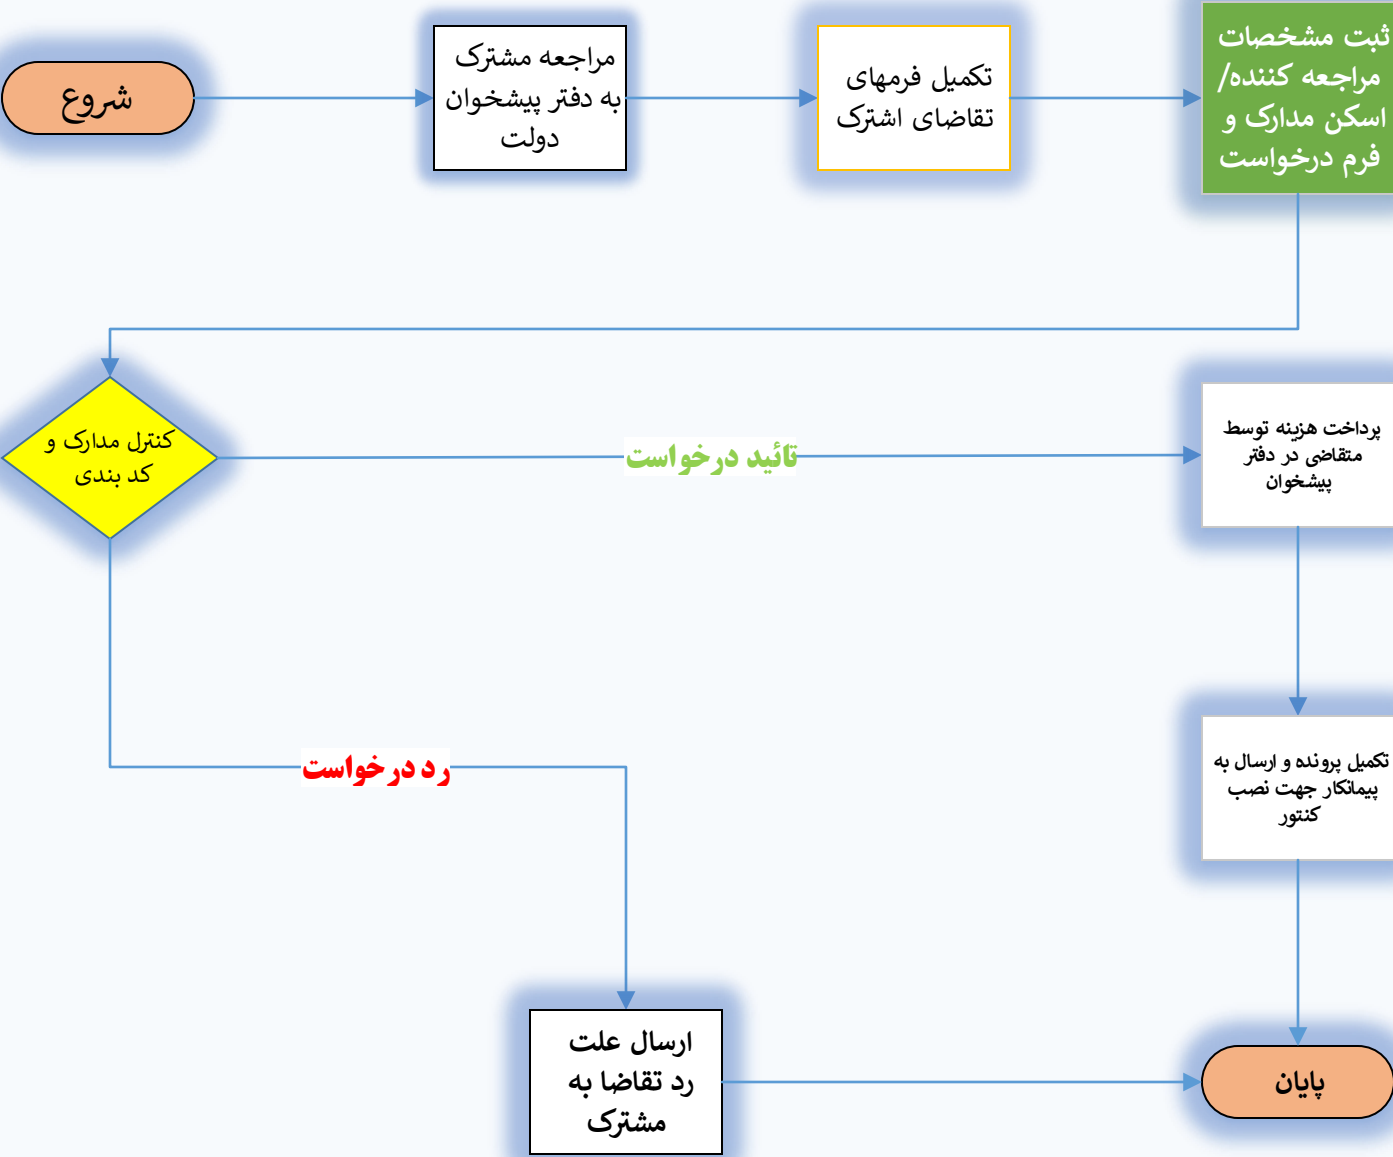 شروع
مراجعه مشترک
به دفتر پیشخوان
دولت
تکمیل فرمهای
تقاضای اشترک
ثبت مشخصات
مراجعه کننده/
اسکن مدارک و
فرم درخواست
کنترل مدارک و
کد بندی
تائید درخواست
پرداخت هزینه توسط
متقاضی در دفتر
پیشخوان
رد درخواست
تکمیل پرونده و ارسال به
پیمانکار جهت نصب
کنتور
ارسال علت
رد تقاضا به
مشترک
پایان